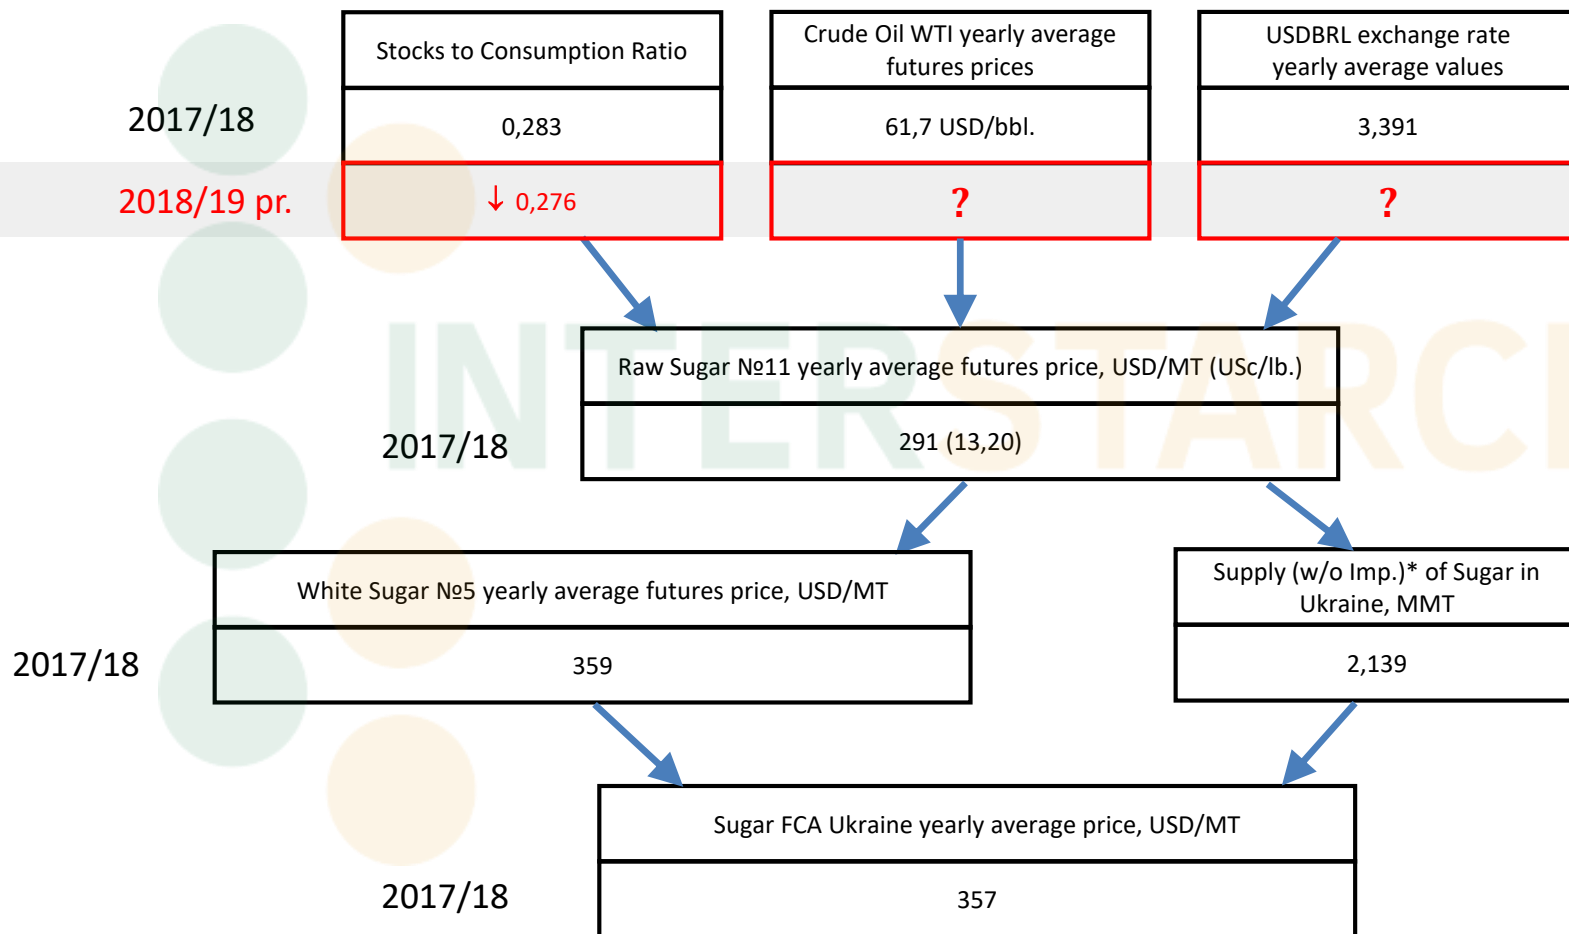 Stocks to Consumption Ratio
Crude Oil WTI yearly average
futures prices
USDBRL exchange rate
yearly average values
2017/18
0,283
61,7 USD/bbl.
3,391
2018/19 pr.
↓ 0,276
?
?
Raw Sugar №11 yearly average futures price, USD/MT (USc/lb.)
2017/18
291 (13,20)
White Sugar №5 yearly average futures price, USD/MT
Supply (w/o Imp.)* of Sugar in
Ukraine, MMT
2017/18
359
2,139
Sugar FCA Ukraine yearly average price, USD/MT
2017/18
357
INTERSTARC